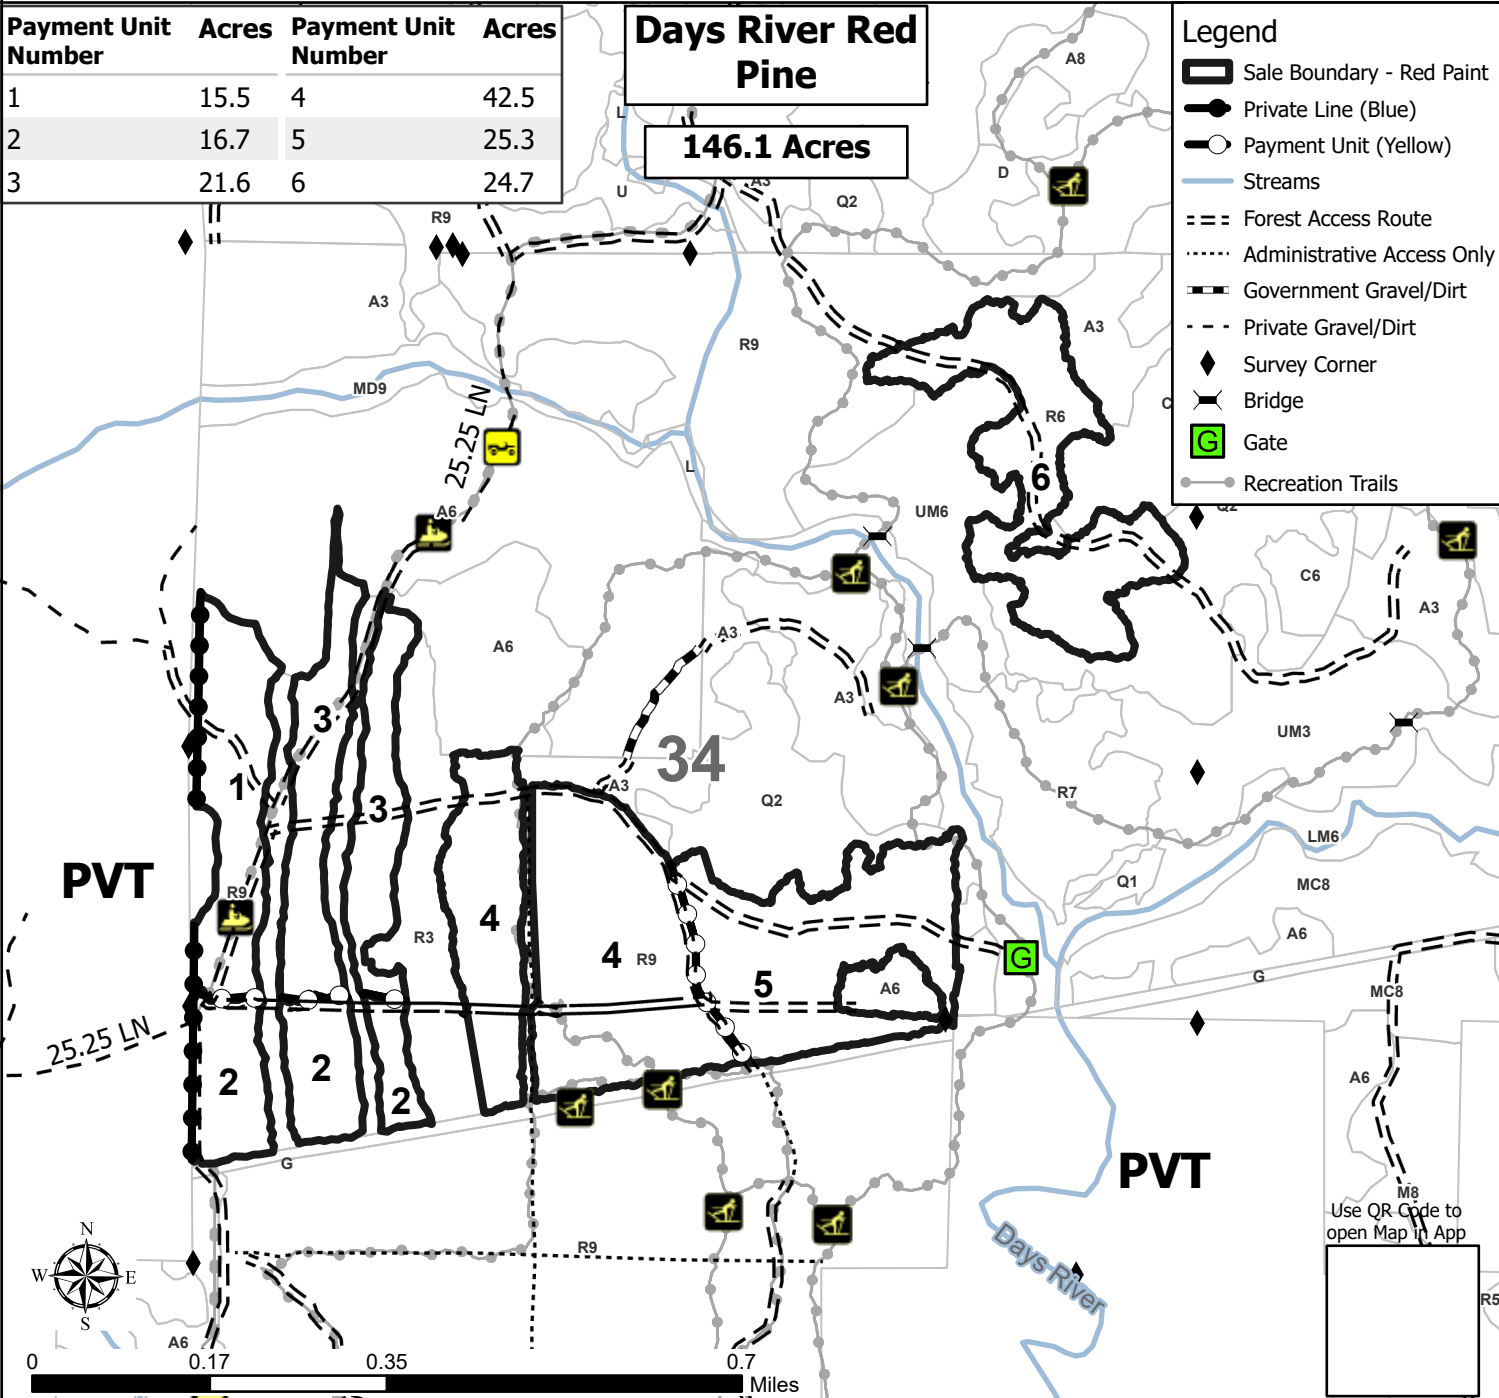 Payment Unit Number Acres Payment Unit Number Acres
1 15.5 4 42.5
2 16.7 5 25.3
3 21.6 6 24.7
Days River Red
Pine
146.1 Acres
Legend
Sale Boundary - Red Paint
Private Line (Blue)
Payment Unit (Yellow)
Streams
Forest Access Route
Administrative Access Only
Government Gravel/Dirt
Private Gravel/Dirt
Survey Corner
Bridge
G Gate
Recreation Trails
A8
L
D
A3
U
Q2
R9
A3
A3
R9
MD9
C
R6
25.25 LN
L
6
A6
UM6
Q2
C6
A3
A6
A3
A3
3
UM3
34
1
A3
Q2
R7
3
LM6
PVT
Q1
MC8
R9
4
R3
4
R9
A6
G
5
A6
G
MC8
25.25 LN
2
2
2
A6
G
PVT
M8
Use QR Code to
open Map in App
R9
Days River
N
W E
S
R5
A6
0 0.17 0.35 0.7
Miles